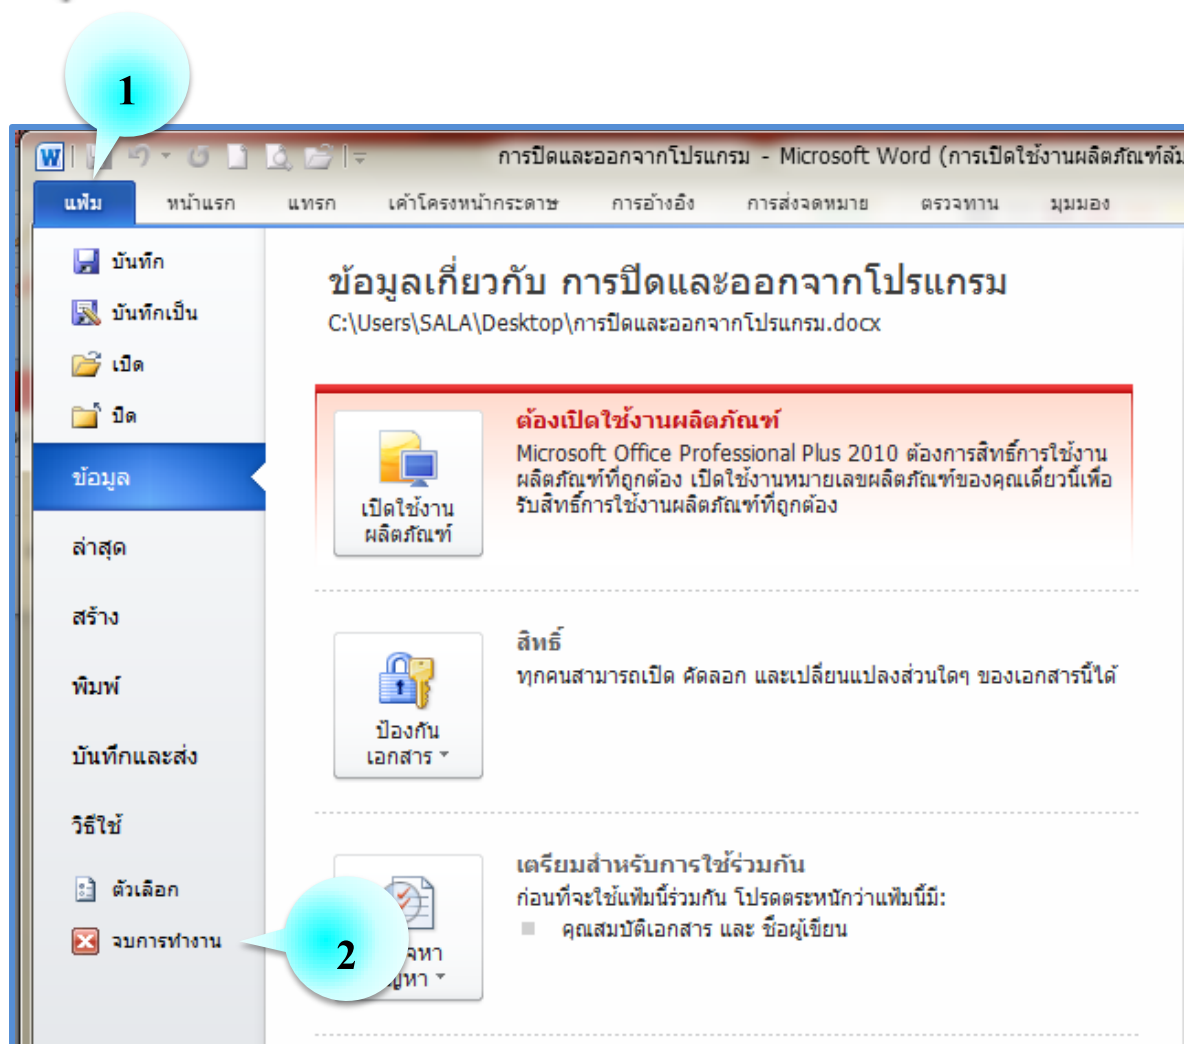 1
การปิดและออกจากโปรแกรม - Microsoft Word (การเปิดใช้งานผลิตภัณฑ์ล้ม
แฟ้ม หน้าแรก แทรก เค้าโครงหน้ากระดาษ การอ้างอิง การส่งจดหมาย ตรวจทาน มุมมอง
บันทึก
บันทึกเป็น
เปิด
ปิด
ข้อมูล
ล่าสุด
สร้าง
พิมพ์
บันทึกและส่ง
วิธีใช้
ตัวเลือก
จบการทำงาน
2
ข้อมูลเกี่ยวกับ การปิดและออกจากโปรแกรม
C:\Users\SALA\Desktop\การปิดและออกจากโปรแกรม.docx
เปิดใช้งาน
ผลิตภัณฑ์
ต้องเปิดใช้งานผลิตภัณฑ์
Microsoft Office Professional Plus 2010 ต้องการสิทธิ์การใช้งาน
ผลิตภัณฑ์ที่ถูกต้อง เปิดใช้งานหมายเลขผลิตภัณฑ์ของคุณเดี๋ยวนี้เพื่อ
รับสิทธิ์การใช้งานผลิตภัณฑ์ที่ถูกต้อง
ป้องกัน
เอกสาร
สิทธิ์
ทุกคนสามารถเปิด คัดลอก และเปลี่ยนแปลงส่วนใดๆ ของเอกสารนี้ได้
เตรียมสำหรับการใช้ร่วมกัน
ก่อนที่จะใช้แฟ้มนี้ร่วมกัน โปรดตระหนักว่าแฟ้มนี้มี:
คุณสมบัติเอกสาร และ ชื่อผู้เขียน